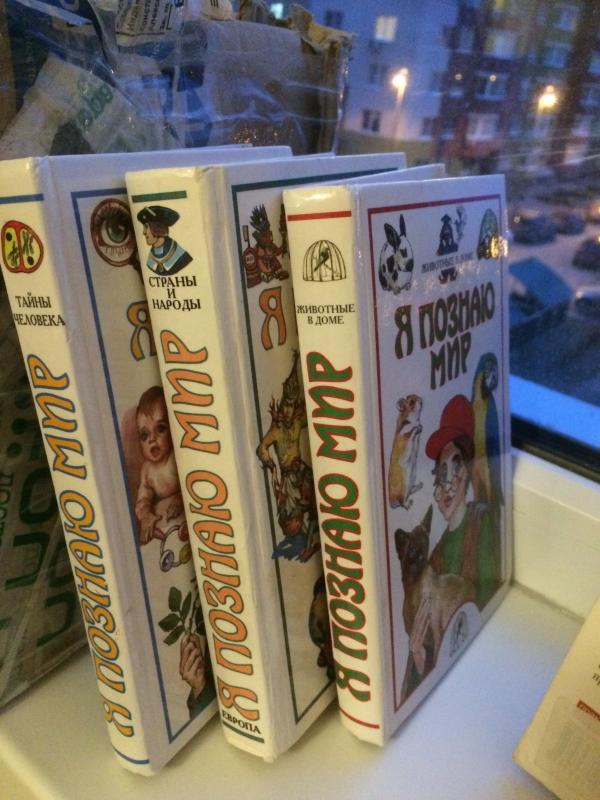 ТАЙНЫ
ЧЕЛОВЕКА
Я ПОЗНАЮ МИР
Я
СТРАНЫ
И
НАРОДЫ
Я ПОЗНАЮ МИР
ЕВРОПА
Я
ЖИВОТНЫЕ
В ДОМЕ
Я ПОЗНАЮ МИР
ЖИВОТНЫЕ В ДОМЕ
Я ПОЗНАЮ
МИР